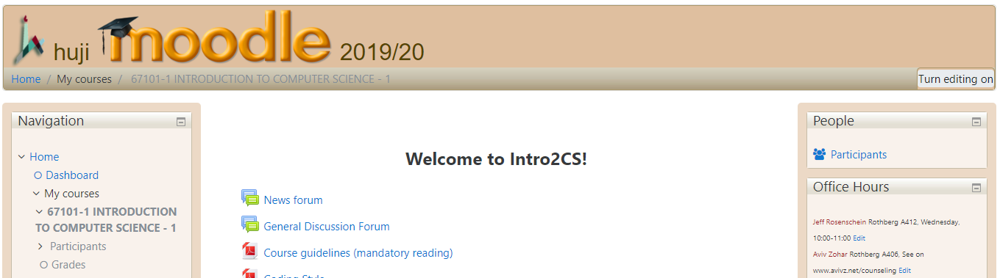 huji moodle 2019/20
Home / My courses / 67101-1 INTRODUCTION TO COMPUTER SCIENCE - 1
Turn editing on
Navigation
Home
Dashboard
My courses
67101-1 INTRODUCTION
TO COMPUTER SCIENCE - 1
Participants
Grades
Welcome to Intro2CS!
News forum
General Discussion Forum
Course guidelines (mandatory reading)
Coding Style
People
Participants
Office Hours
Jeff Rosenschein Rothberg A412, Wednesday,
10:00-11:00 Edit
Aviv Zohar Rothberg A406, See on
www.avivz.net/counseling Edit